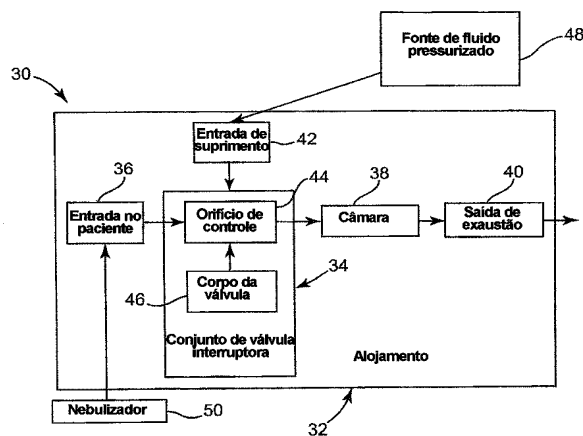 Fonte de fluido
pressurizado
48
30
Entrada de
suprimento
42
36
44
38
40
Entrada no
paciente
Orifício de
controle
Câmara
Saída de
exaustão
Corpo da
válvula
46
34
Conjunto de válvula
interruptora
Alojamento
Nebulizador
50
32